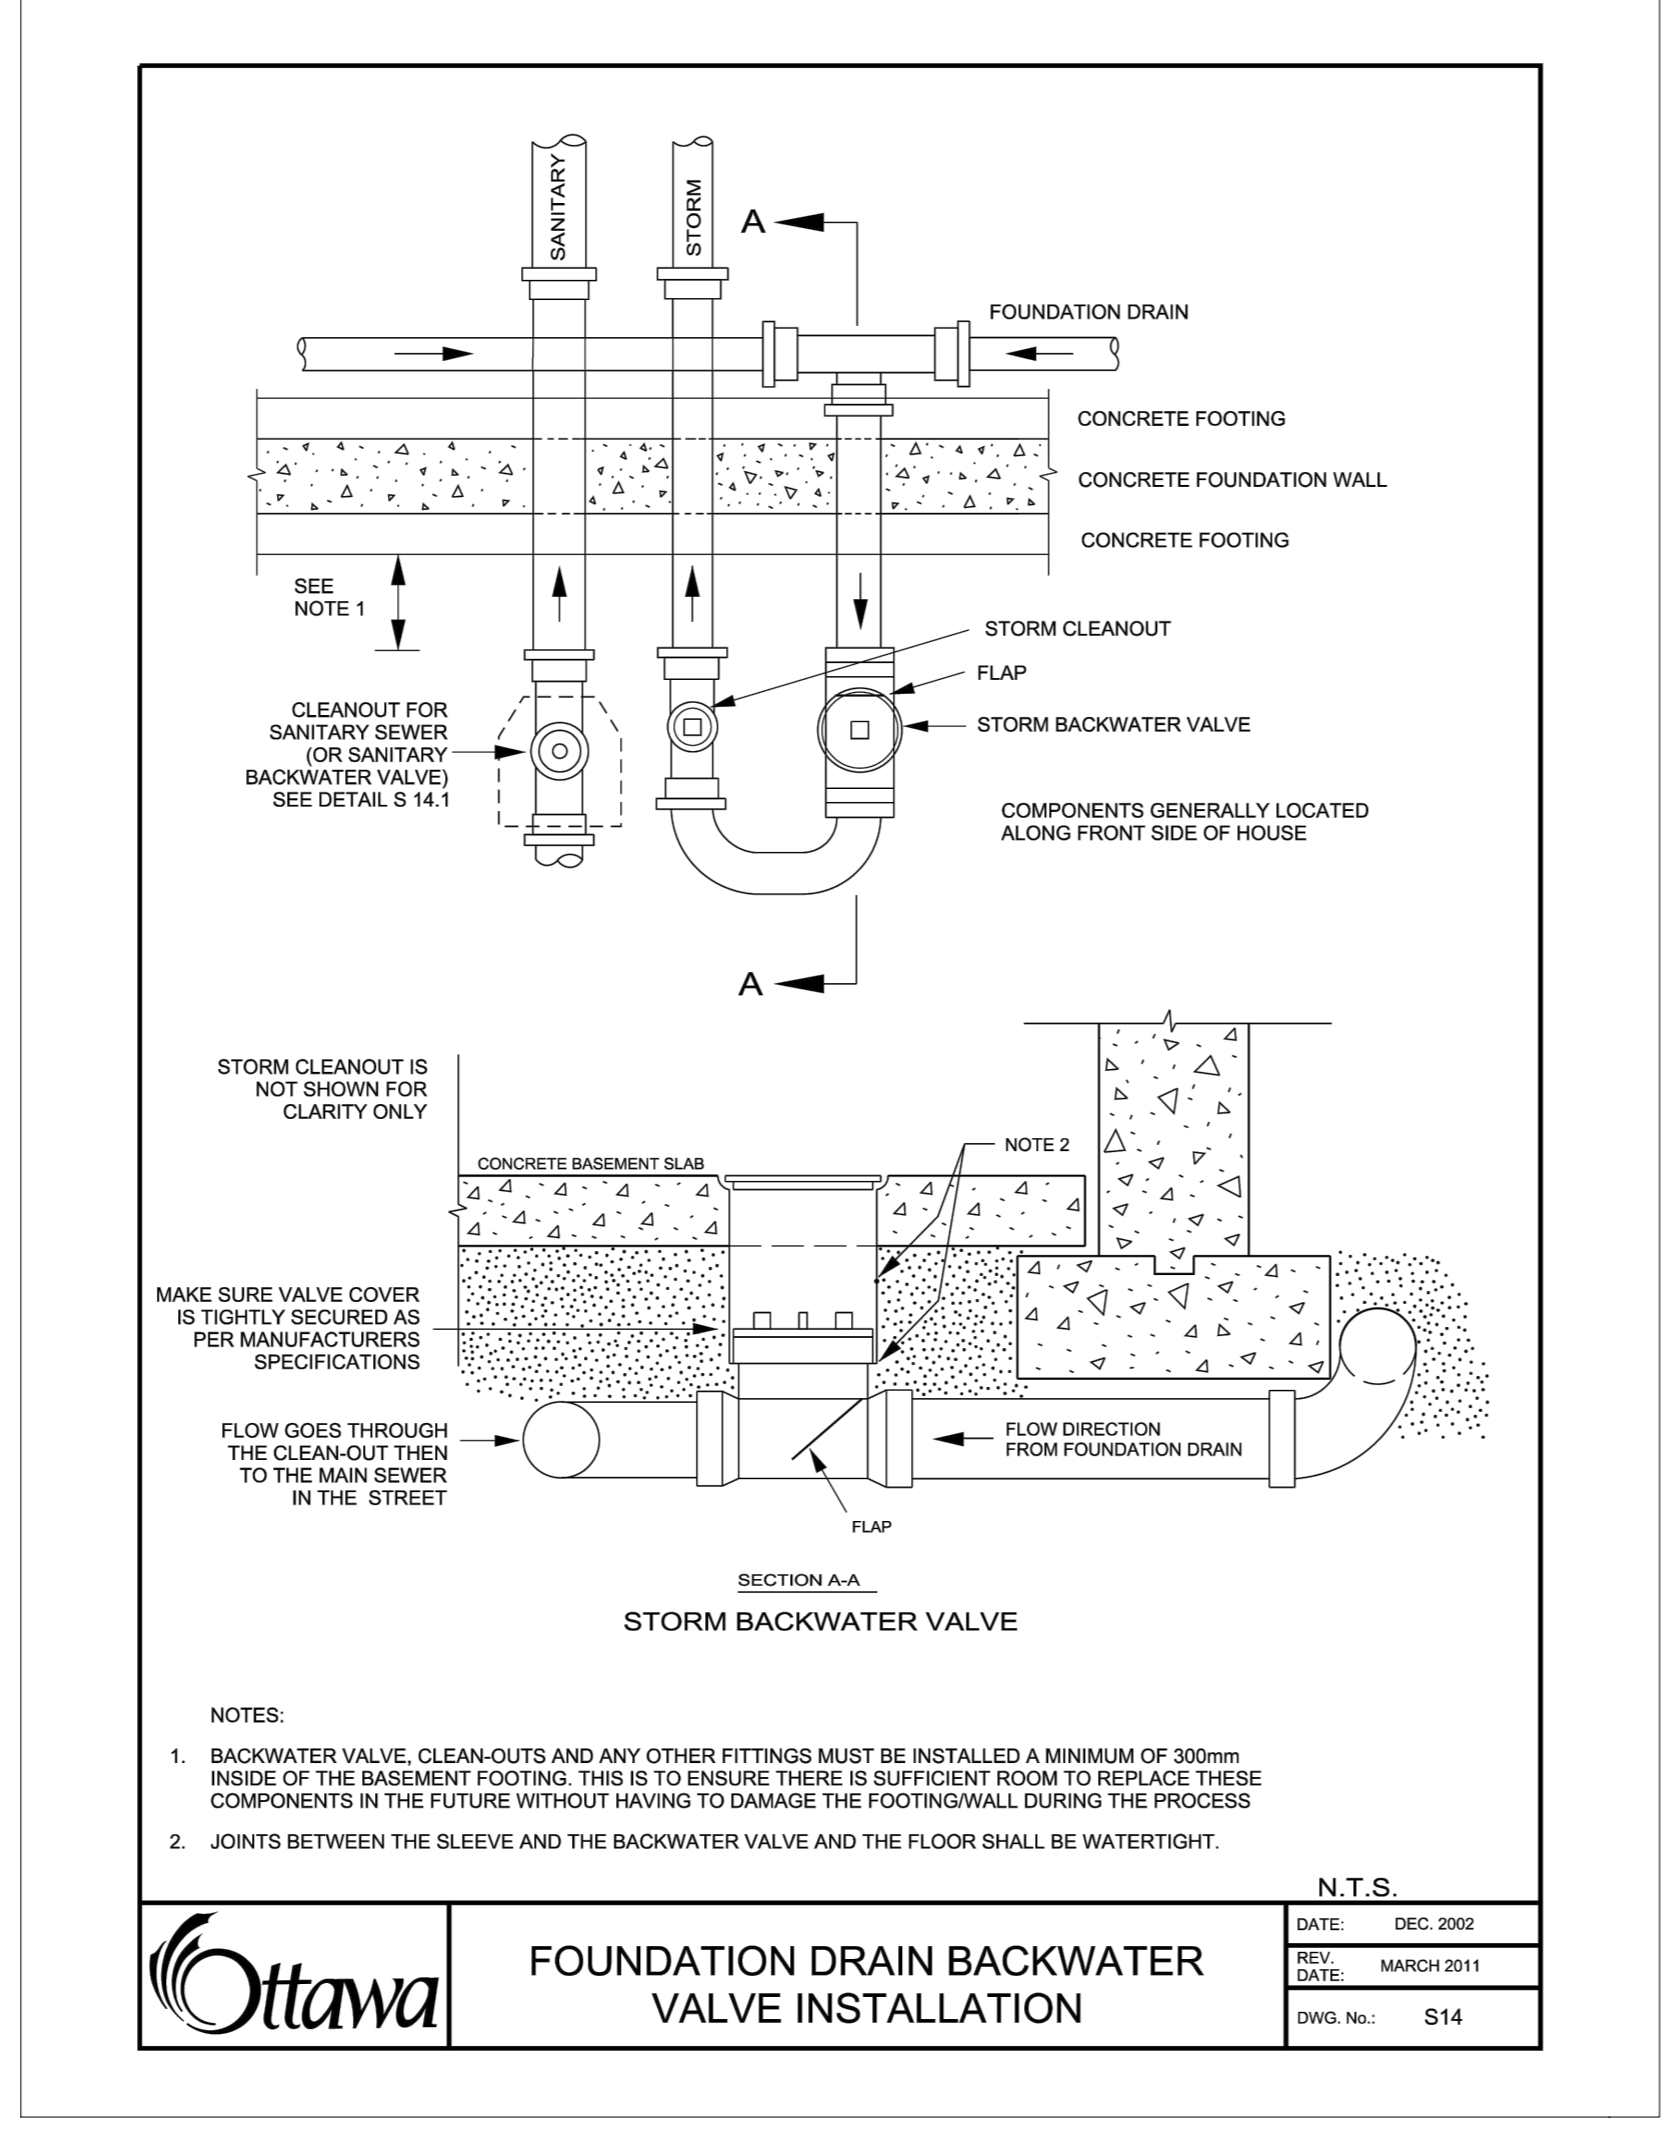 SANITARY
STORM
A
FOUNDATION DRAIN
CONCRETE FOOTING
CONCRETE FOUNDATION WALL
CONCRETE FOOTING
SEE
NOTE 1
STORM CLEANOUT
FLAP
STORM BACKWATER VALVE
CLEANOUT FOR
SANITARY SEWER
(OR SANITARY
BACKWATER VALVE)
SEE DETAIL S 14.1
COMPONENTS GENERALLY LOCATED
ALONG FRONT SIDE OF HOUSE
A
STORM CLEANOUT IS
NOT SHOWN FOR
CLARITY ONLY
NOTE 2
CONCRETE BASEMENT SLAB
MAKE SURE VALVE COVER
IS TIGHTLY SECURED AS
PER MANUFACTURERS
SPECIFICATIONS
FLOW GOES THROUGH
THE CLEAN-OUT THEN
TO THE MAIN SEWER
IN THE STREET
FLOW DIRECTION
FROM FOUNDATION DRAIN
FLAP
SECTION A-A
STORM BACKWATER VALVE
NOTES:
1. BACKWATER VALVE, CLEAN-OUTS AND ANY OTHER FITTINGS MUST BE INSTALLED A MINIMUM OF 300mm
INSIDE OF THE BASEMENT FOOTING. THIS IS TO ENSURE THERE IS SUFFICIENT ROOM TO REPLACE THESE
COMPONENTS IN THE FUTURE WITHOUT HAVING TO DAMAGE THE FOOTING/WALL DURING THE PROCESS
2. JOINTS BETWEEN THE SLEEVE AND THE BACKWATER VALVE AND THE FLOOR SHALL BE WATERTIGHT.
N.T.S.
Ottawa
FOUNDATION DRAIN BACKWATER
VALVE INSTALLATION
DATE: DEC. 2002
REV.
DATE: MARCH 2011
DWG. No.: S14